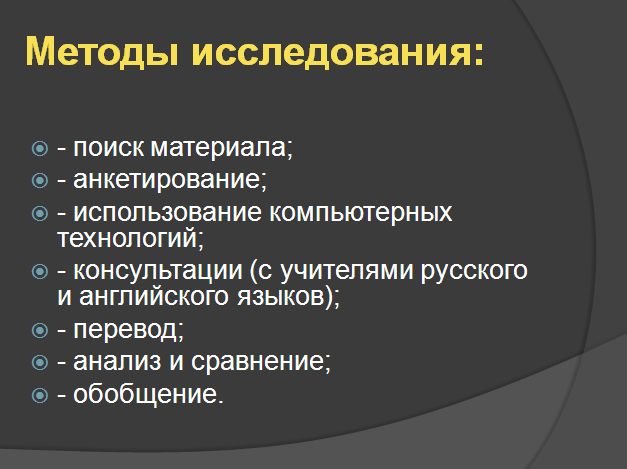 Методы исследования:
- поиск материала;
- анкетирование;
- использование компьютерных
технологий;
- консультации (с учителями русского
и английского языков);
- перевод;
- анализ и сравнение;
- обобщение.